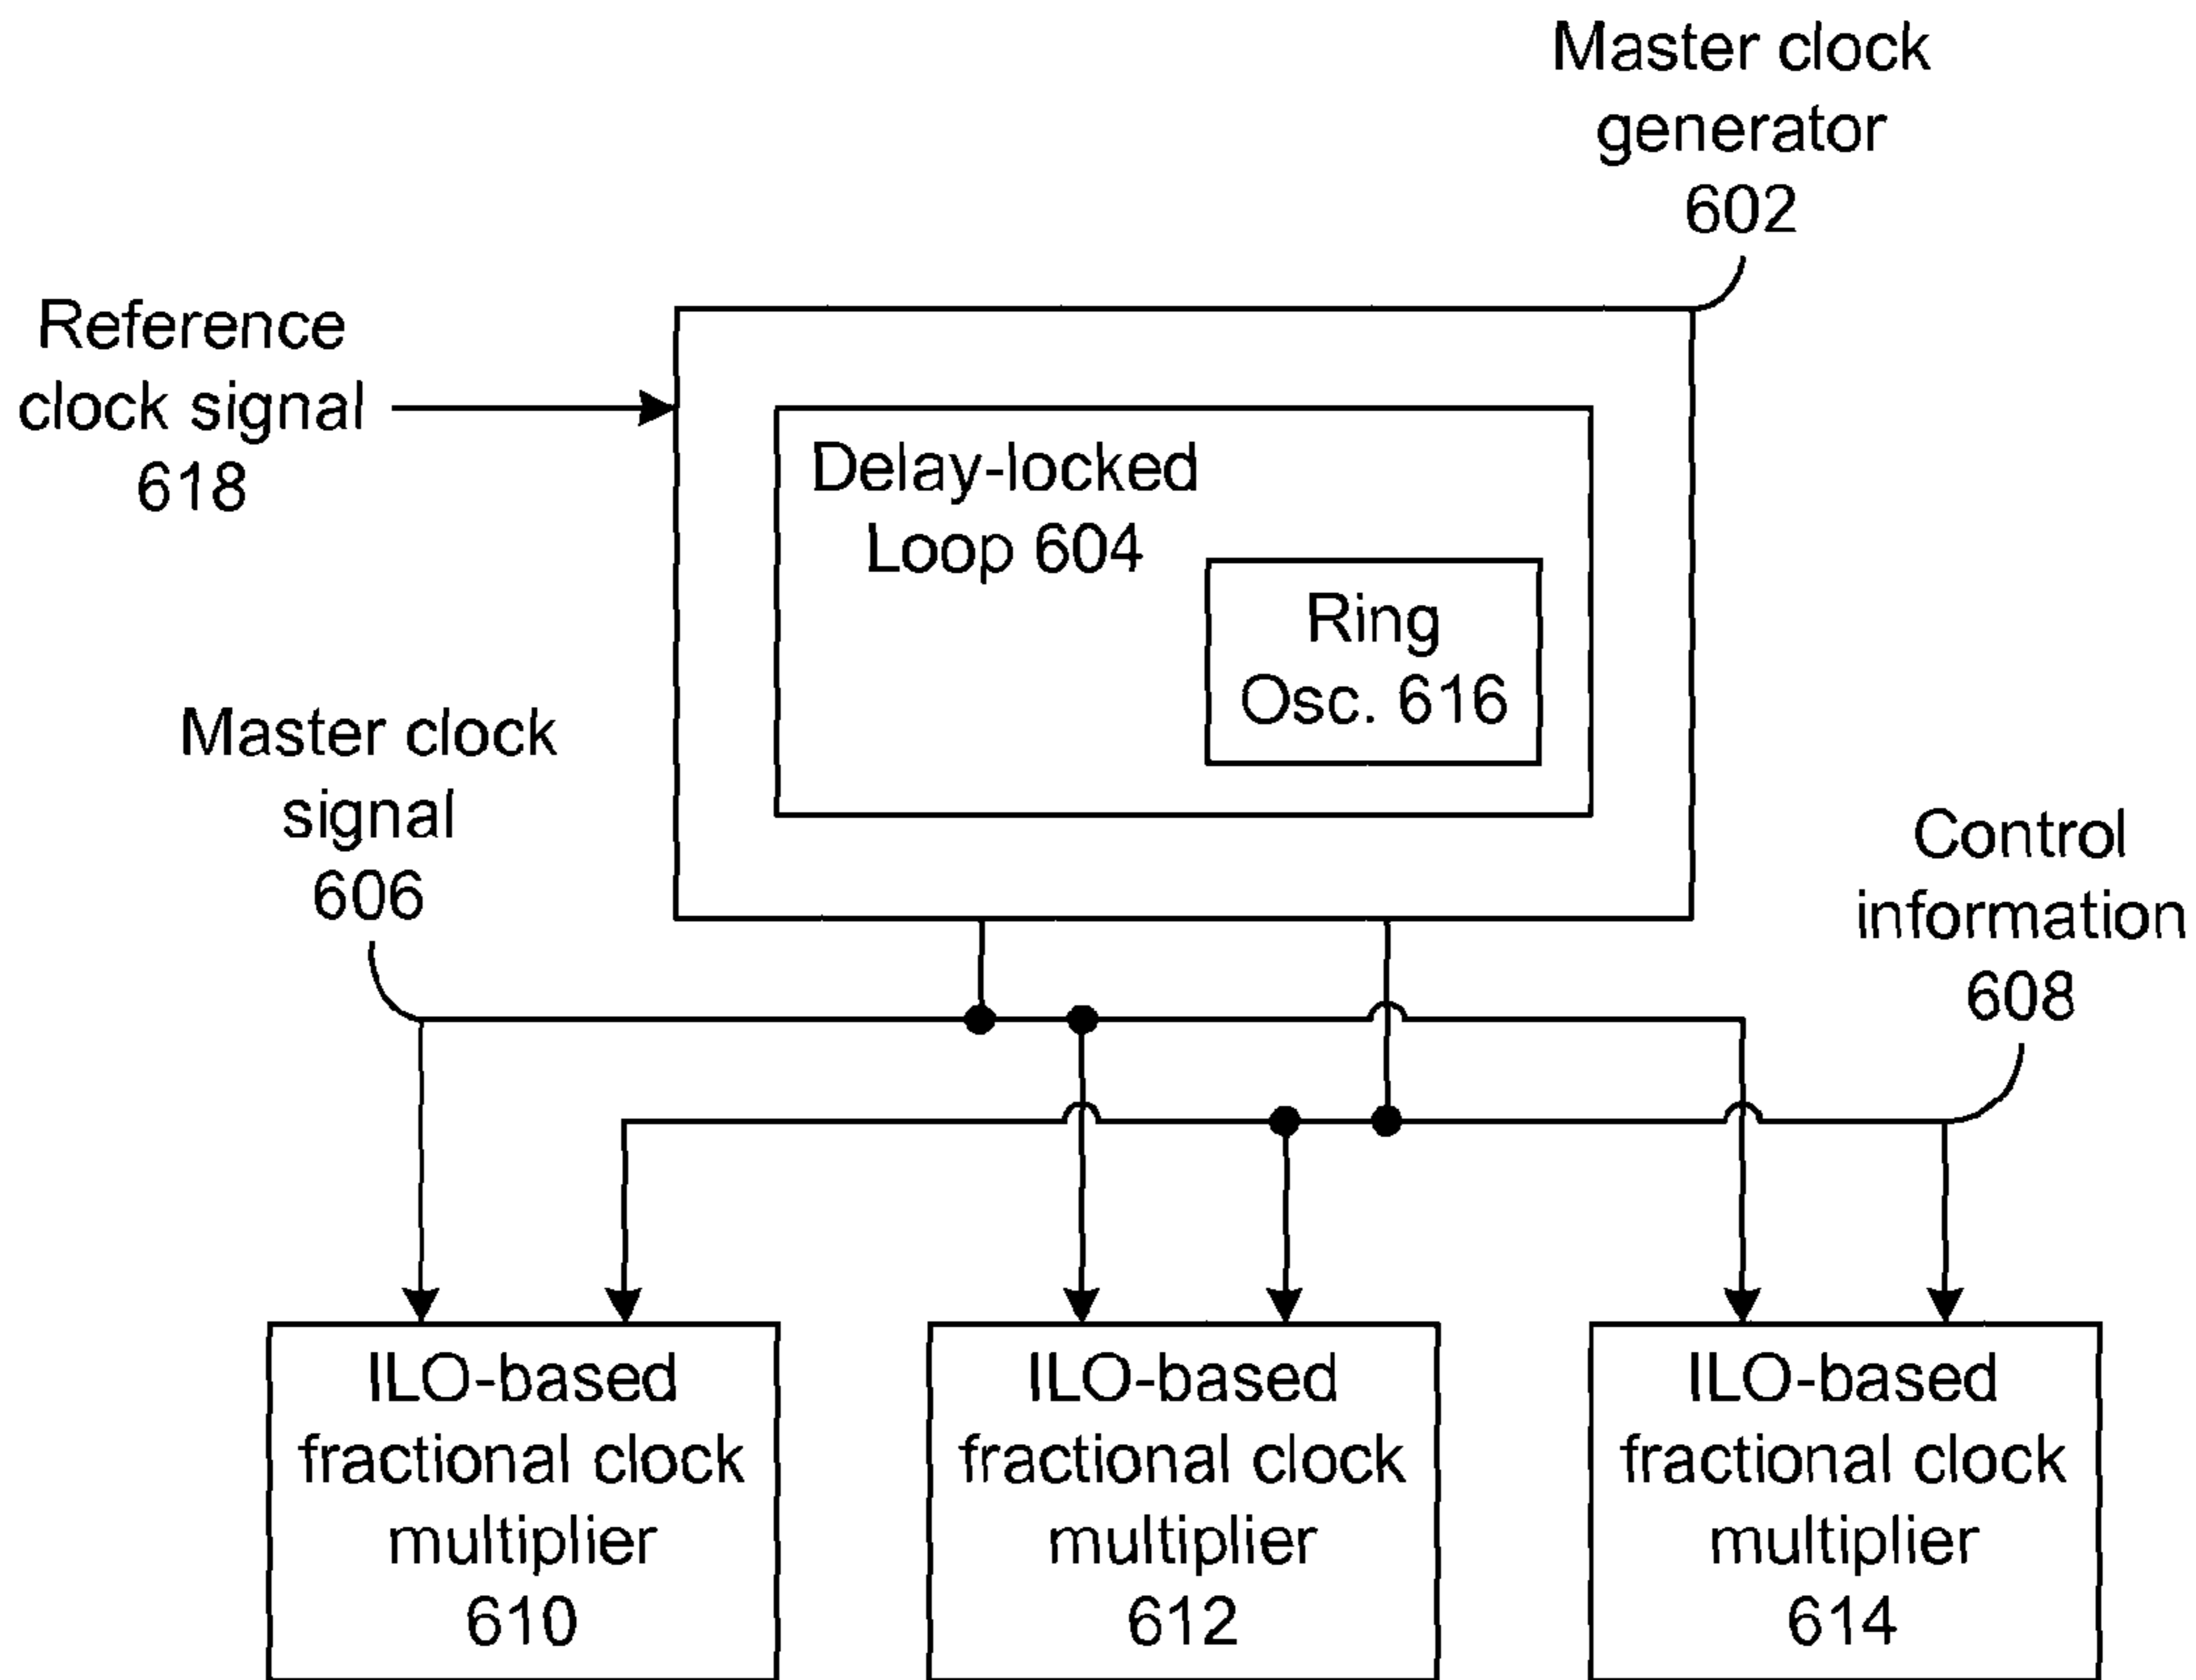 Master clock
generator
602
Reference
clock signal
618
Delay-locked
Loop 604
Ring
Osc. 616
Master clock
signal
606
Control
information
608
ILO-based
fractional clock
multiplier
610
ILO-based
fractional clock
multiplier
612
ILO-based
fractional clock
multiplier
614